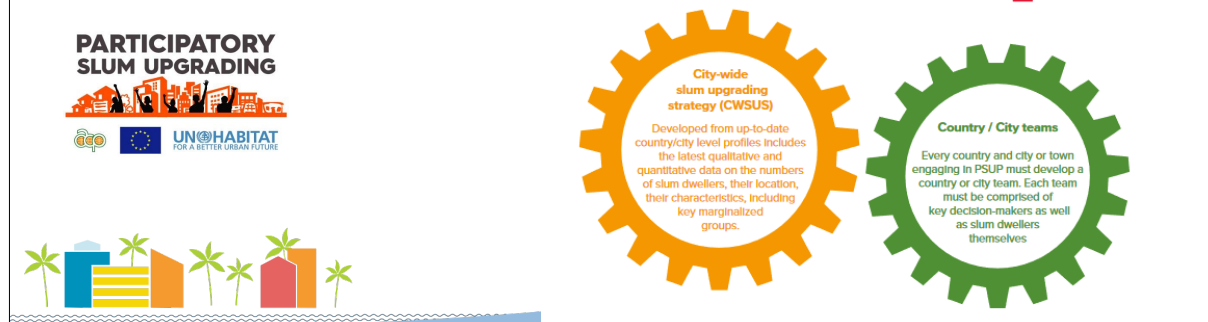 PARTICIPATORY
SLUM UPGRADING
acp
UN HABITAT
FOR A BETTER URBAN FUTURE
City-wide
slum upgrading
strategy (CWSUS)
Developed from up-to-date
country/city level profiles includes
the latest qualitative and
quantitative data on the numbers
of slum dwellers, their location,
their characteristics, including
key marginalized
groups.
Country / City teams
Every country and city or town
engaging in PSUP must develop a
country or city team. Each team
must be comprised of
key decision-makers as well
as slum dwellers
themselves